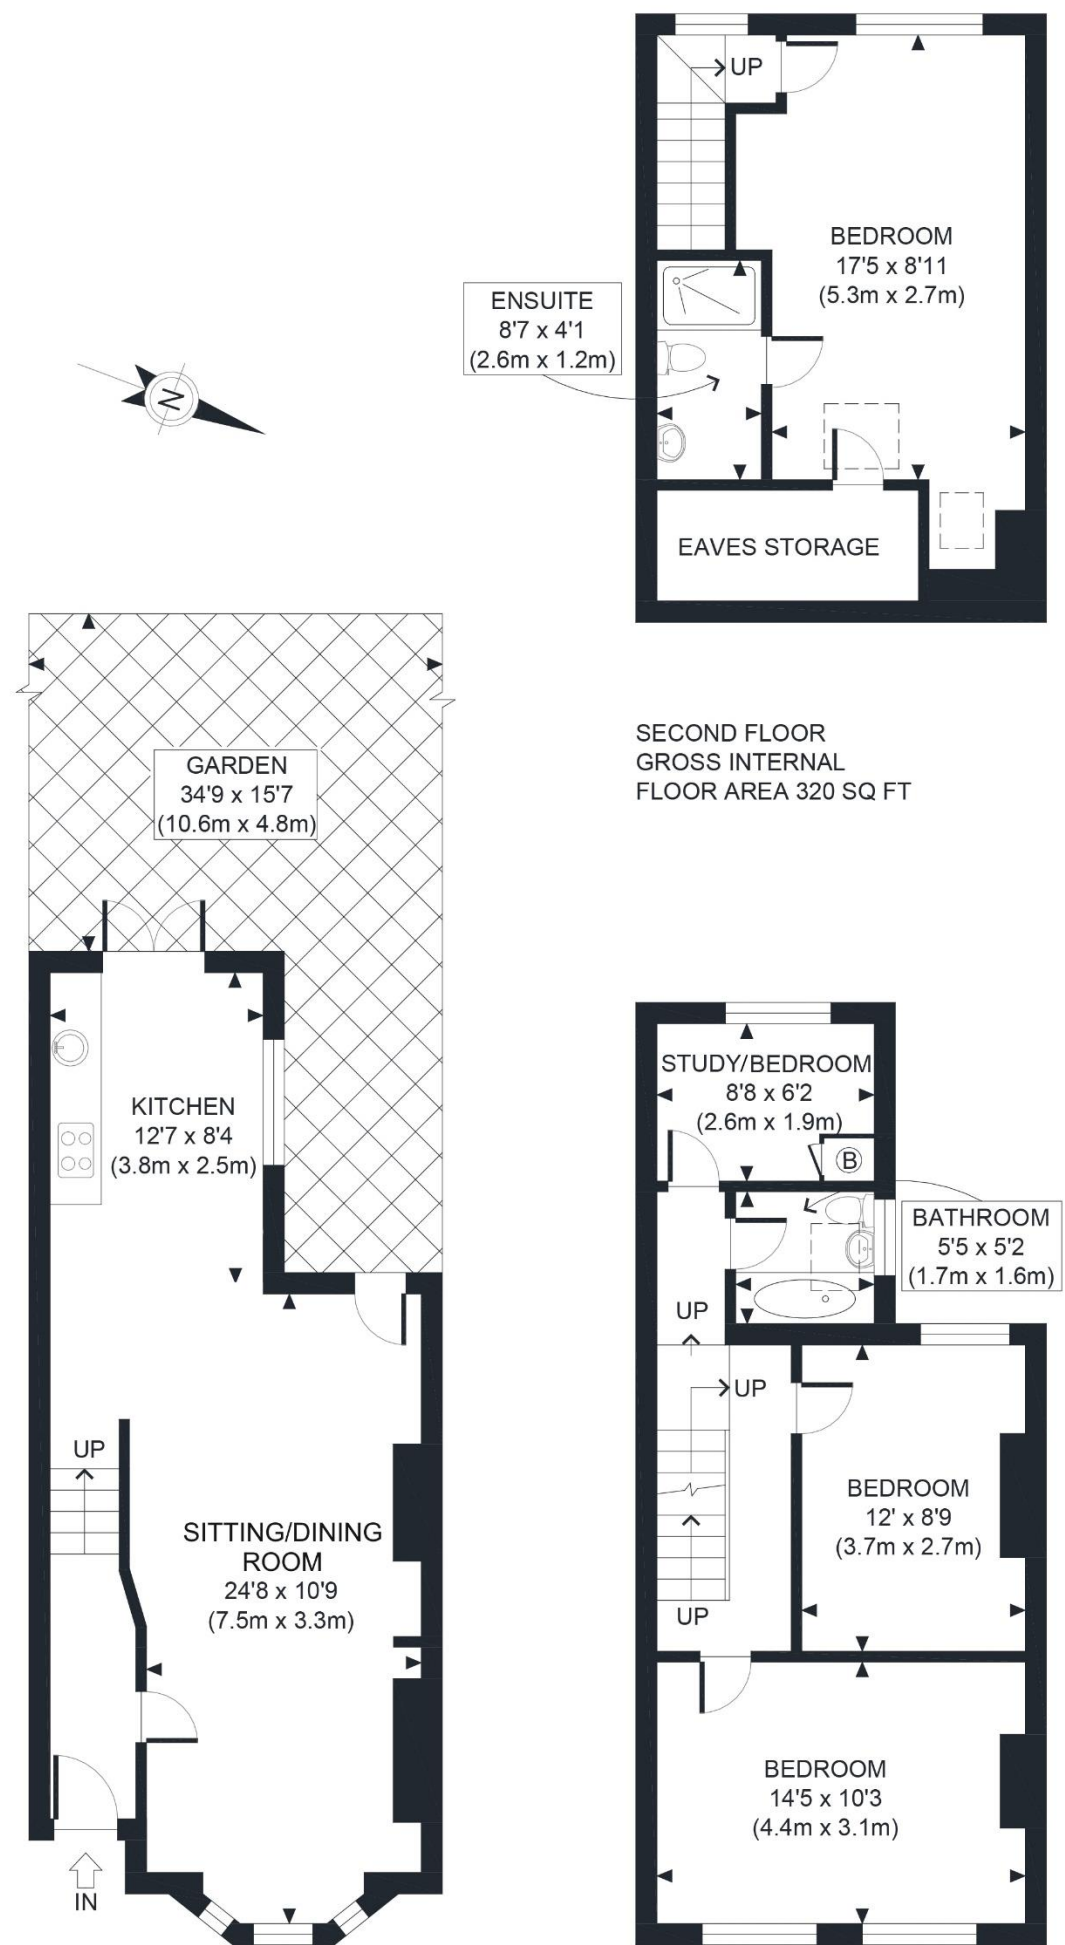 UP
BEDROOM
17'5 x 8'11
(5.3m x 2.7m)
ENSUITE
8'7 x 4'1
(2.6m x 1.2m)
N
EAVES STORAGE
SECOND FLOOR
GROSS INTERNAL
FLOOR AREA 320 SQ FT
GARDEN
34'9 x 15'7
(10.6m x 4.8m)
KITCHEN
12'7 x 8'4
(3.8m x 2.5m)
UP
SITTING/DINING
ROOM
24'8 x 10'9
(7.5m x 3.3m)
IN
STUDY/BEDROOM
8'8 x 6'2
(2.6m x 1.9m)
B
BATHROOM
5'5 x 5'2
(1.7m x 1.6m)
UP
UP
BEDROOM
12' x 8'9
(3.7m x 2.7m)
UP
BEDROOM
14'5 x 10'3
(4.4m x 3.1m)